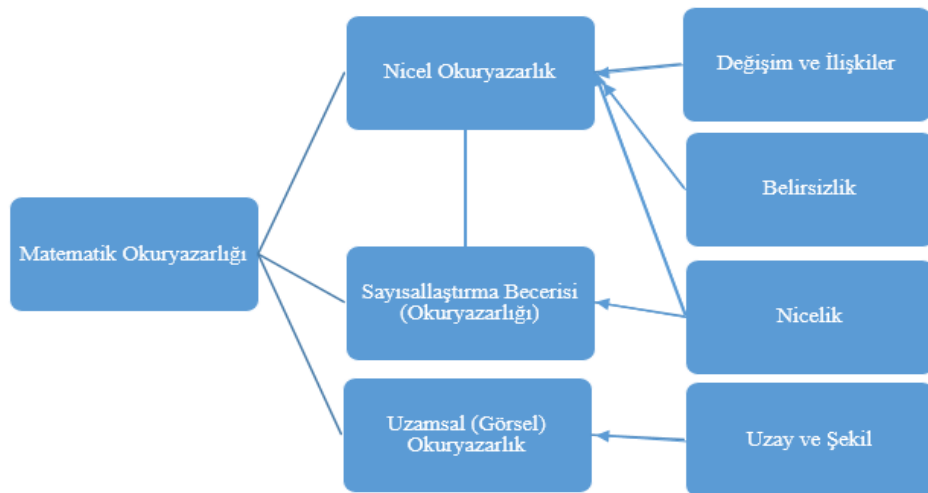 Nicel Okuryazarlık
Değişim ve İlişkiler
Belirsizlik
Matematik Okuryazarlığı
Sayısallaştırma Becerisi
(Okuryazarlığı)
Nicelik
Uzamsal (Görsel)
Okuryazarlık
Uzay ve Şekil